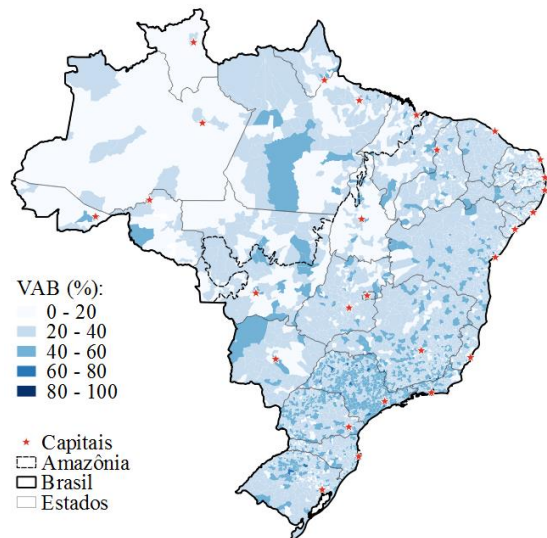 VAB (%):
0 - 20
20 - 40
40 - 60
60 - 80
80 - 100
Capitais
Amazônia
Brasil
Estados